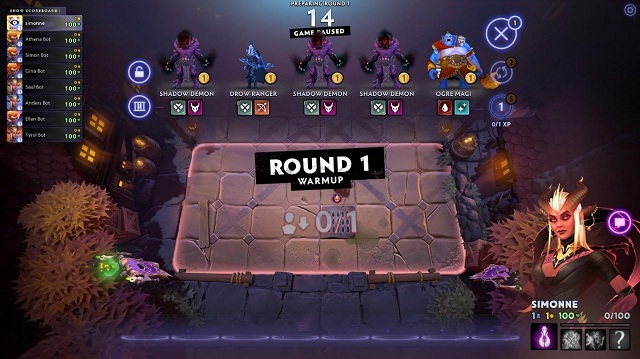 SHOW SCOREBOARD
simonne 100
Athena Bot 100
Simon Bot 100
Gina Bot 100
Saul Bot 100
Anders Bot 100
Ellen Bot 100
Tyrol Bot 100
PREPARING ROUND 1
14
GAME PAUSED
1
1
1
1
1
SHADOW DEMON
DROW RANGER
SHADOW DEMON
SHADOW DEMON
OGRE MAGI
1
1
0/1 XP
ROUND 1
WARMUP
0/1
SIMONNE
1 1 100 0/100
?